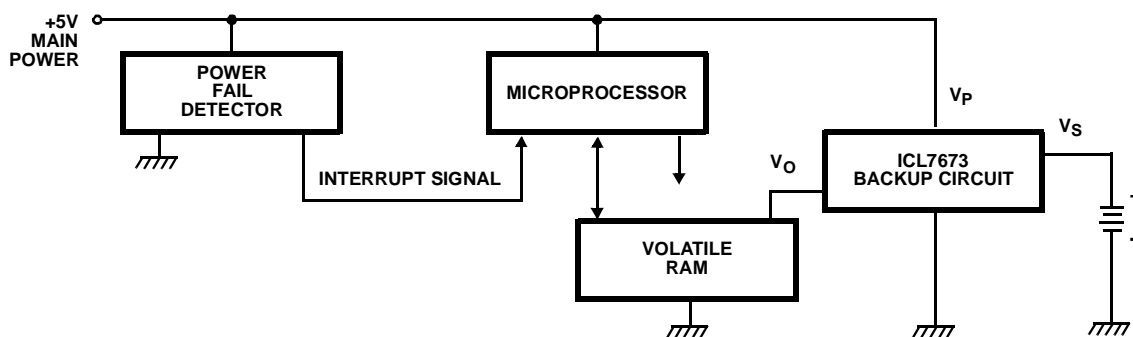 +5V
MAIN
POWER
POWER
FAIL
DETECTOR
MICROPROCESSOR
INTERRUPT SIGNAL
VP
VS
VO
ICL7673
BACKUP CIRCUIT
VOLATILE
RAM